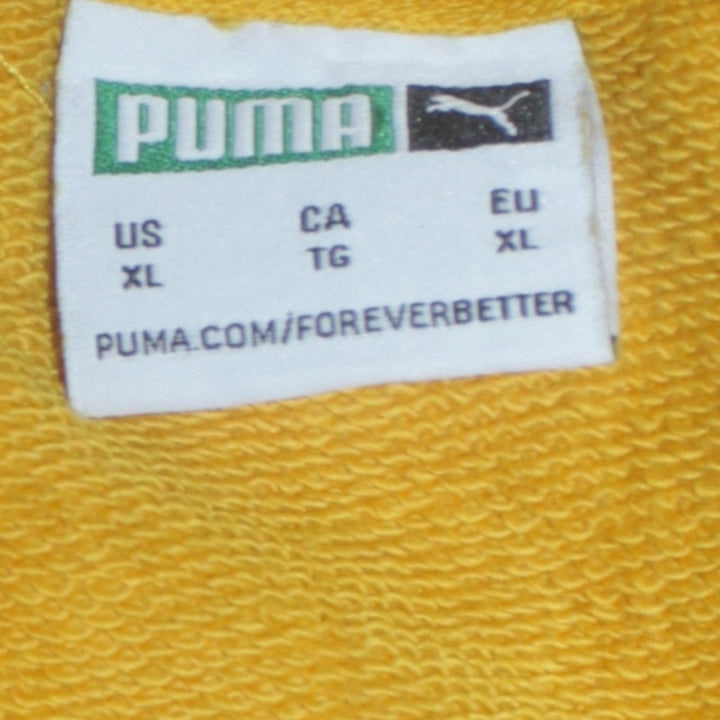 PUMA
US CA EU
XL TG XL
PUMA.COM/FOREVERBETTER